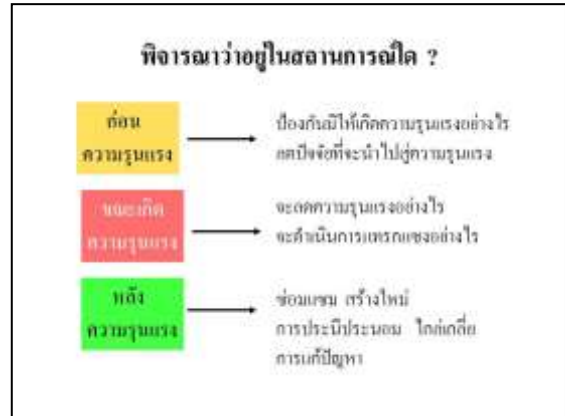 พิจารณาว่าอยู่ในสถานการณ์ใด ?
ก่อน
ความรุนแรง
ป้องกันมิให้เกิดความรุนแรงอย่างไร
ลดปัจจัยที่จะนำไปสู่ความรุนแรง
ขณะเกิด
ความรุนแรง
จะลดความรุนแรงอย่างไร
จะดำเนินการแทรกแซงอย่างไร
หลัง
ความรุนแรง
ซ่อมแซม สร้างใหม่
การประนีประนอม ไกล่เกลี่ย
การแก้ปัญหา